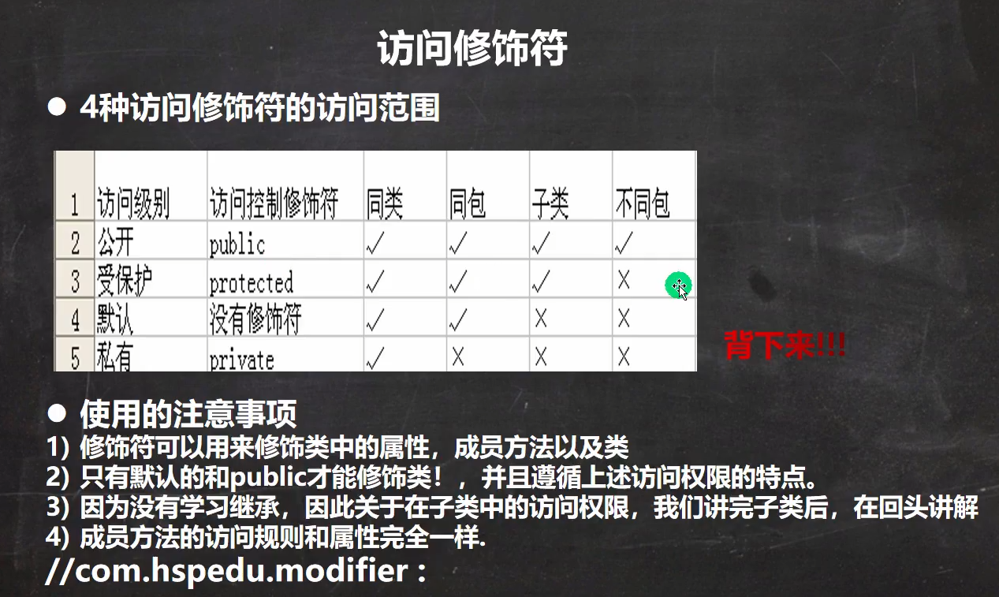 访问修饰符
● 4种访问修饰符的访问范围
1 访问级别 访问控制修饰符 同类 同包 子类 不同包
2 公开 public √ √ √ √
3 受保护 protected √ √ √ ×
4 默认 没有修饰符 √ √ × ×
5 私有 private √ × × ×
背下来!!!
● 使用的注意事项
1) 修饰符可以用来修饰类中的属性，成员方法以及类
2) 只有默认的和public才能修饰类！，并且遵循上述访问权限的特点。
3) 因为没有学习继承，因此关于在子类中的访问权限，我们讲完子类后，在回头讲解
4) 成员方法的访问规则和属性完全一样.
//com.hspedu.modifier :